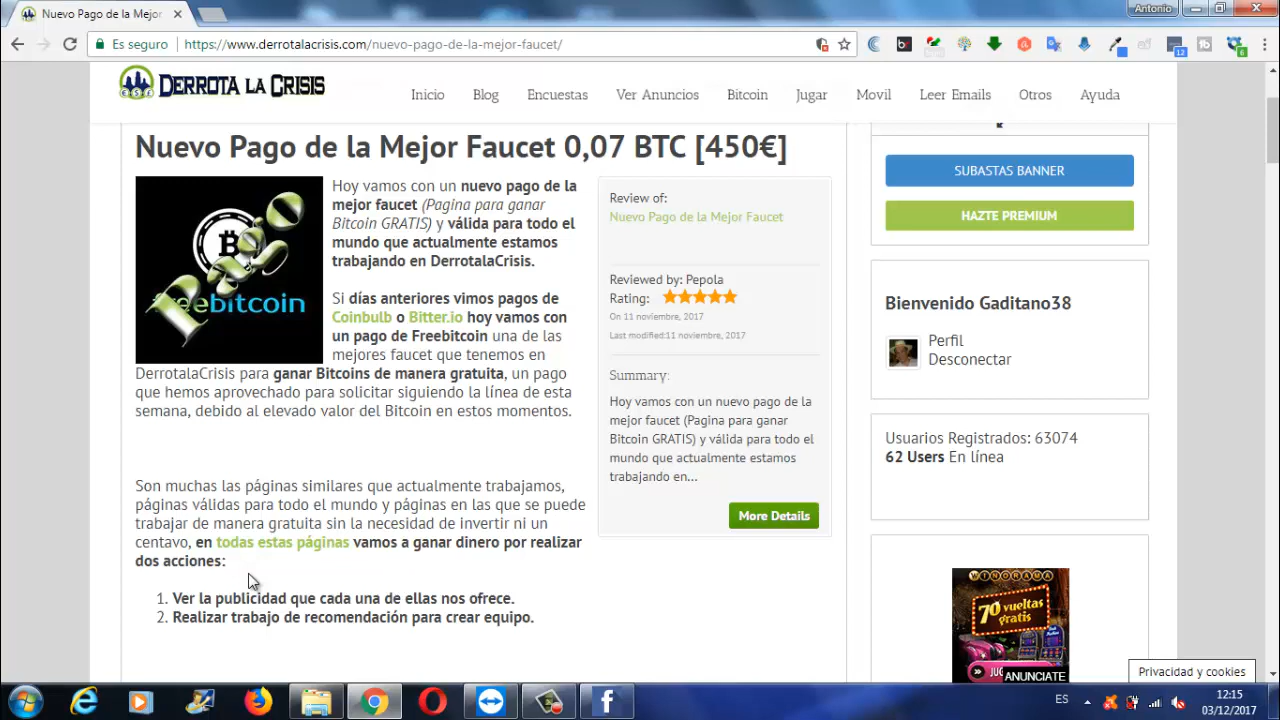 Nuevo Pago de la Mejor
Antonio
Es seguro
https://www.derrotalacrisis.com/nuevo-pago-de-la-mejor-faucet/
12
6
DERROTA LA CRISIS
Inicio
Blog
Encuestas
Ver Anuncios
Bitcoin
Jugar
Movil
Leer Emails
Otros
Ayuda
Nuevo Pago de la Mejor Faucet 0,07 BTC [450€]
freebitcoin
Hoy vamos con un nuevo pago de la
mejor faucet (Pagina para ganar
Bitcoin GRATIS) y válida para todo el
mundo que actualmente estamos
trabajando en DerrotalaCrisis.
Si días anteriores vimos pagos de
Coinbulb o Bitter.io hoy vamos con
un pago de Freebitcoin una de las
mejores faucet que tenemos en
DerrotalaCrisis para ganar Bitcoins de manera gratuita, un pago
que hemos aprovechado para solicitar siguiendo la línea de esta
semana, debido al elevado valor del Bitcoin en estos momentos.
Son muchas las páginas similares que actualmente trabajamos,
páginas válidas para todo el mundo y páginas en las que se puede
trabajar de manera gratuita sin la necesidad de invertir ni un
centavo, en todas estas páginas vamos a ganar dinero por realizar
dos acciones:
1. Ver la publicidad que cada una de ellas nos ofrece.
2. Realizar trabajo de recomendación para crear equipo.
Review of:
Nuevo Pago de la Mejor Faucet
Reviewed by: Pepola
Rating:
On 11 noviembre, 2017
Last modified:11 noviembre, 2017
Summary:
Hoy vamos con un nuevo pago de la
mejor faucet (Pagina para ganar
Bitcoin GRATIS) y válida para todo el
mundo que actualmente estamos
trabajando en...
More Details
SUBASTAS BANNER
HAZTE PREMIUM
Bienvenido Gaditano38
Perfil
Desconectar
Usuarios Registrados: 63074
62 Users En línea
WINORAMA
70 vueltas
gratis
ANUNCIATE
Privacidad y cookies
ES
12:15
03/12/2017